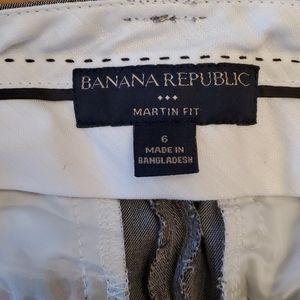 BANANA REPUBLIC
MARTIN FIT
6
MADE IN
BANGLADESH